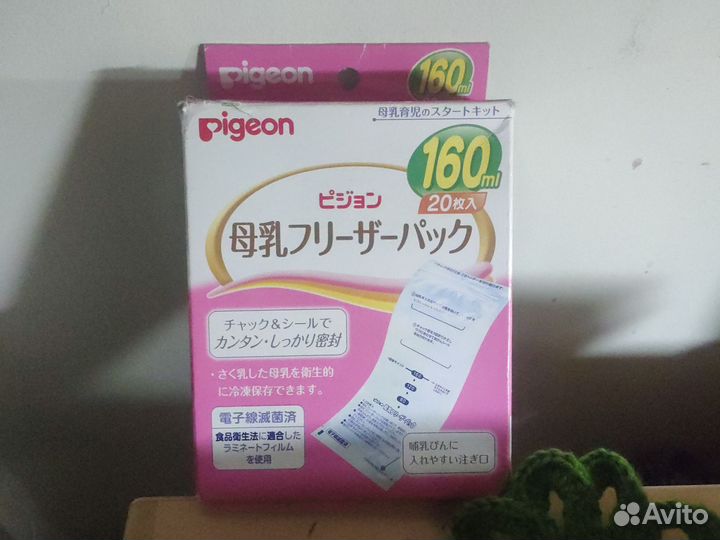 Pigeon
160ml
母乳育児のスタートキット
Pigeon
160ml
20枚入
ピジョン
母乳フリーザーパック
チャック&シールで
カンタン・しっかり密封
・さく乳した母乳を衛生的
に冷凍保存できます。
電子線滅菌済
食品衛生法に適合した
ラミネートフィルム
を使用
160
120
80
哺乳びんに
入れやすい注ぎ口
Avito